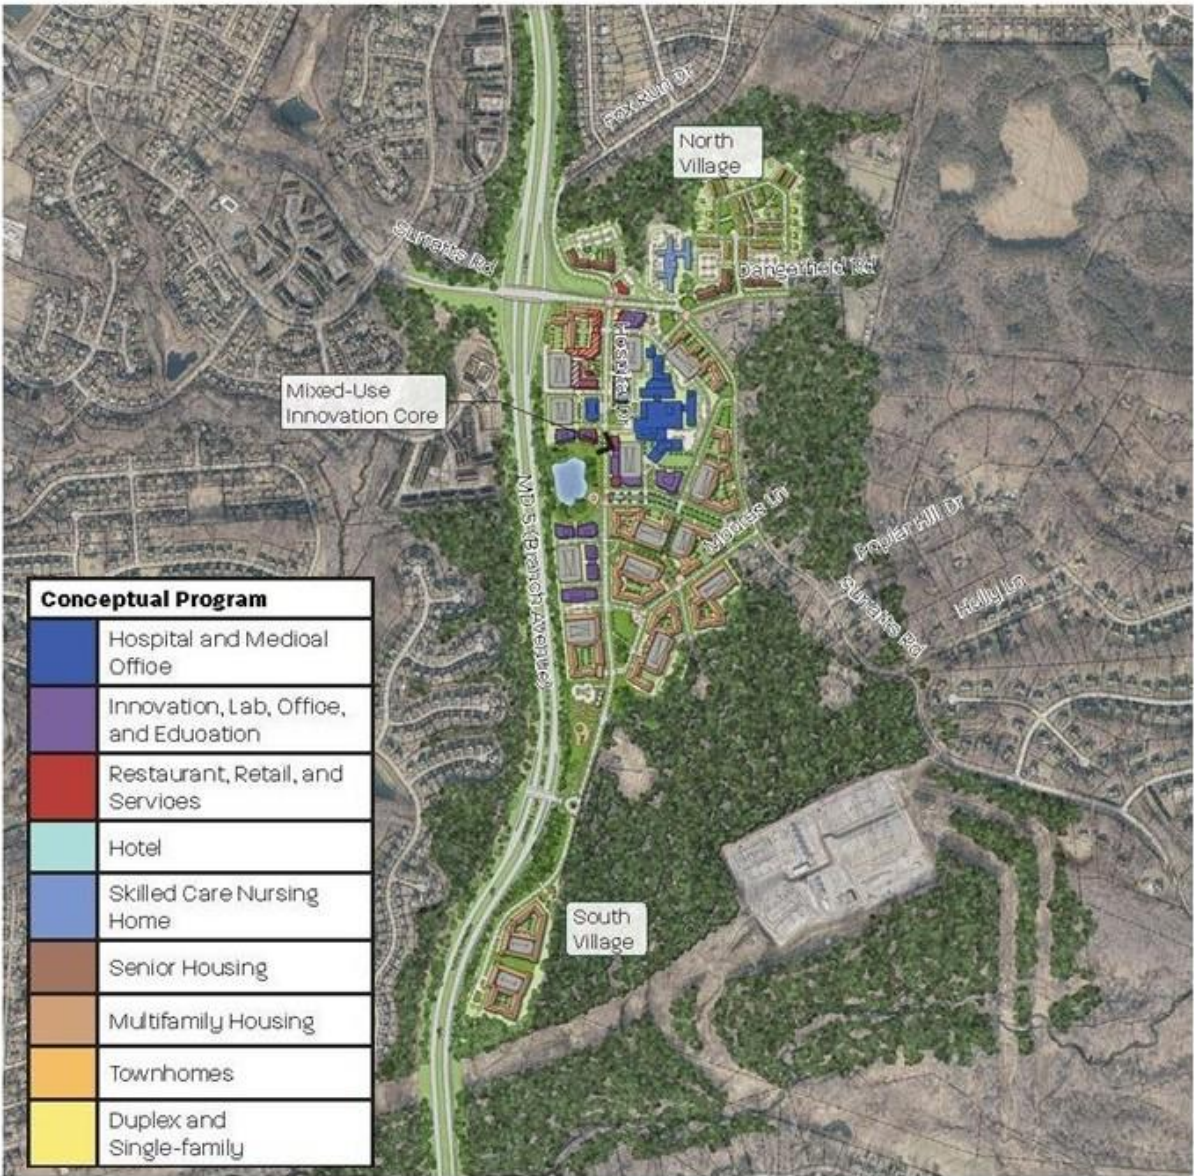 Fox Run Dr
North
Village
Surratts Rd
Dangerfield Rd
Hospital Dr
Mixed-Use
Innovation Core
MD 5 (Branch Avenue)
Moores Ln
Poplar Hill Dr
Surratts Rd
Holly Ln
Conceptual Program
Hospital and Medical
Office
Innovation, Lab, Office,
and Education
Restaurant, Retail, and
Services
Hotel
Skilled Care Nursing
Home
Senior Housing
Multifamily Housing
Townhomes
Duplex and
Single-family
South
Village